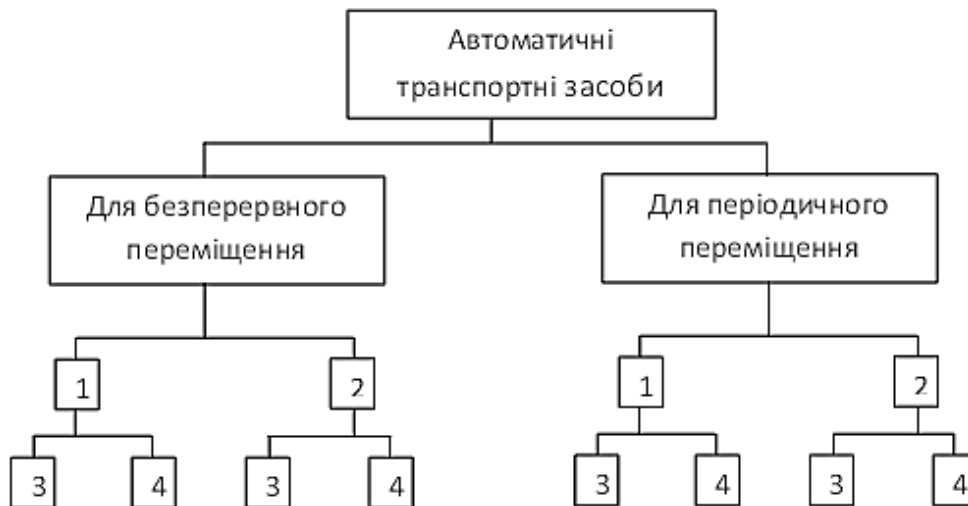 Автоматичні
транспортні засоби
Для безперервного
переміщення
Для періодичного
переміщення
1 2 1 2
3 4 3 4 3 4 3 4